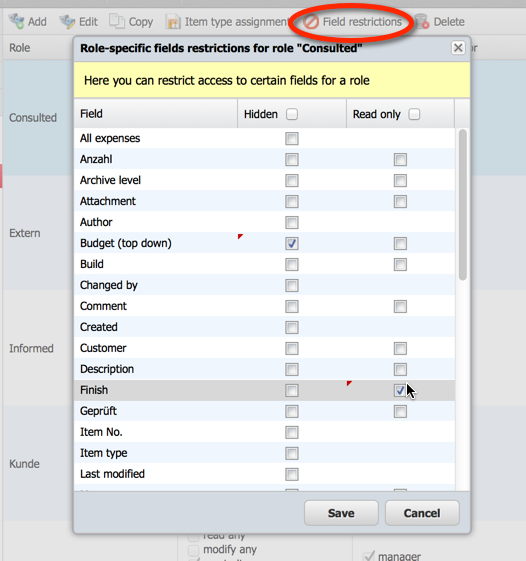 Add Edit Copy Item type assignment Field restrictions Delete
Role
Role-specific fields restrictions for role "Consulted"
Here you can restrict access to certain fields for a role
Field Hidden Read only
All expenses
Anzahl
Archive level
Attachment
Author
Budget (top down)
Build
Changed by
Comment
Created
Customer
Description
Finish
Geprüft
Item No.
Item type
Last modified
Save Cancel
Consulted
Extern
Informed
Kunde
read any
modify any
manager